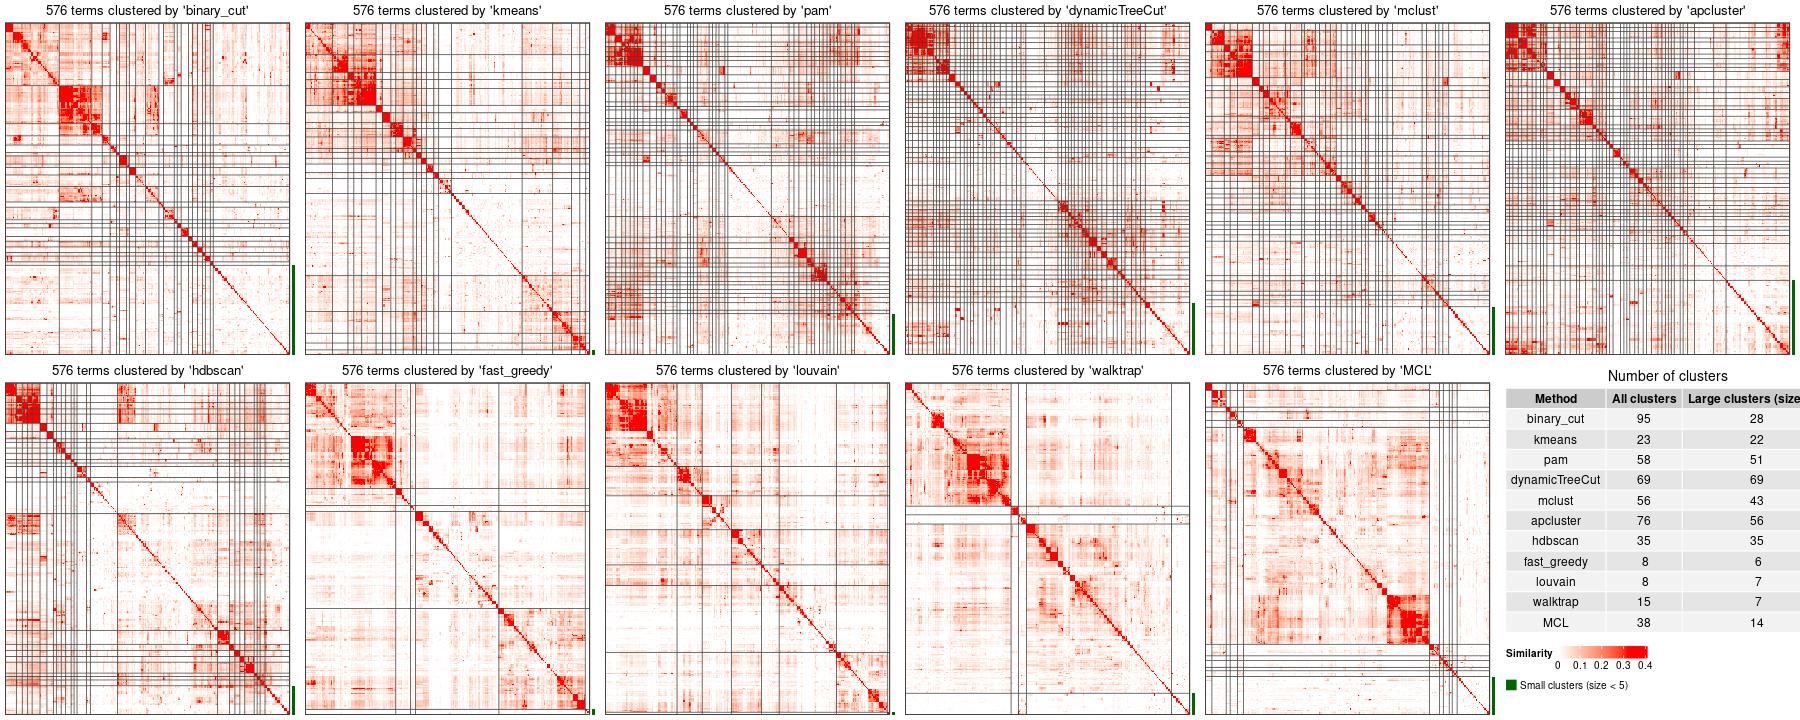 576 terms clustered by 'binary_cut'
576 terms clustered by 'kmeans'
576 terms clustered by 'pam'
576 terms clustered by 'dynamicTreeCut'
576 terms clustered by 'mclust'
576 terms clustered by 'apcluster'
576 terms clustered by 'hdbscan'
576 terms clustered by 'fast_greedy'
576 terms clustered by 'louvain'
576 terms clustered by 'walktrap'
576 terms clustered by 'MCL'
Number of clusters
Method All clusters Large clusters (size
binary_cut 95 28
kmeans 23 22
pam 58 51
dynamicTreeCut 69 69
mclust 56 43
apcluster 76 56
hdbscan 35 35
fast_greedy 8 6
louvain 8 7
walktrap 15 7
MCL 38 14
Similarity
0 0.1 0.2 0.3 0.4
Small clusters (size < 5)